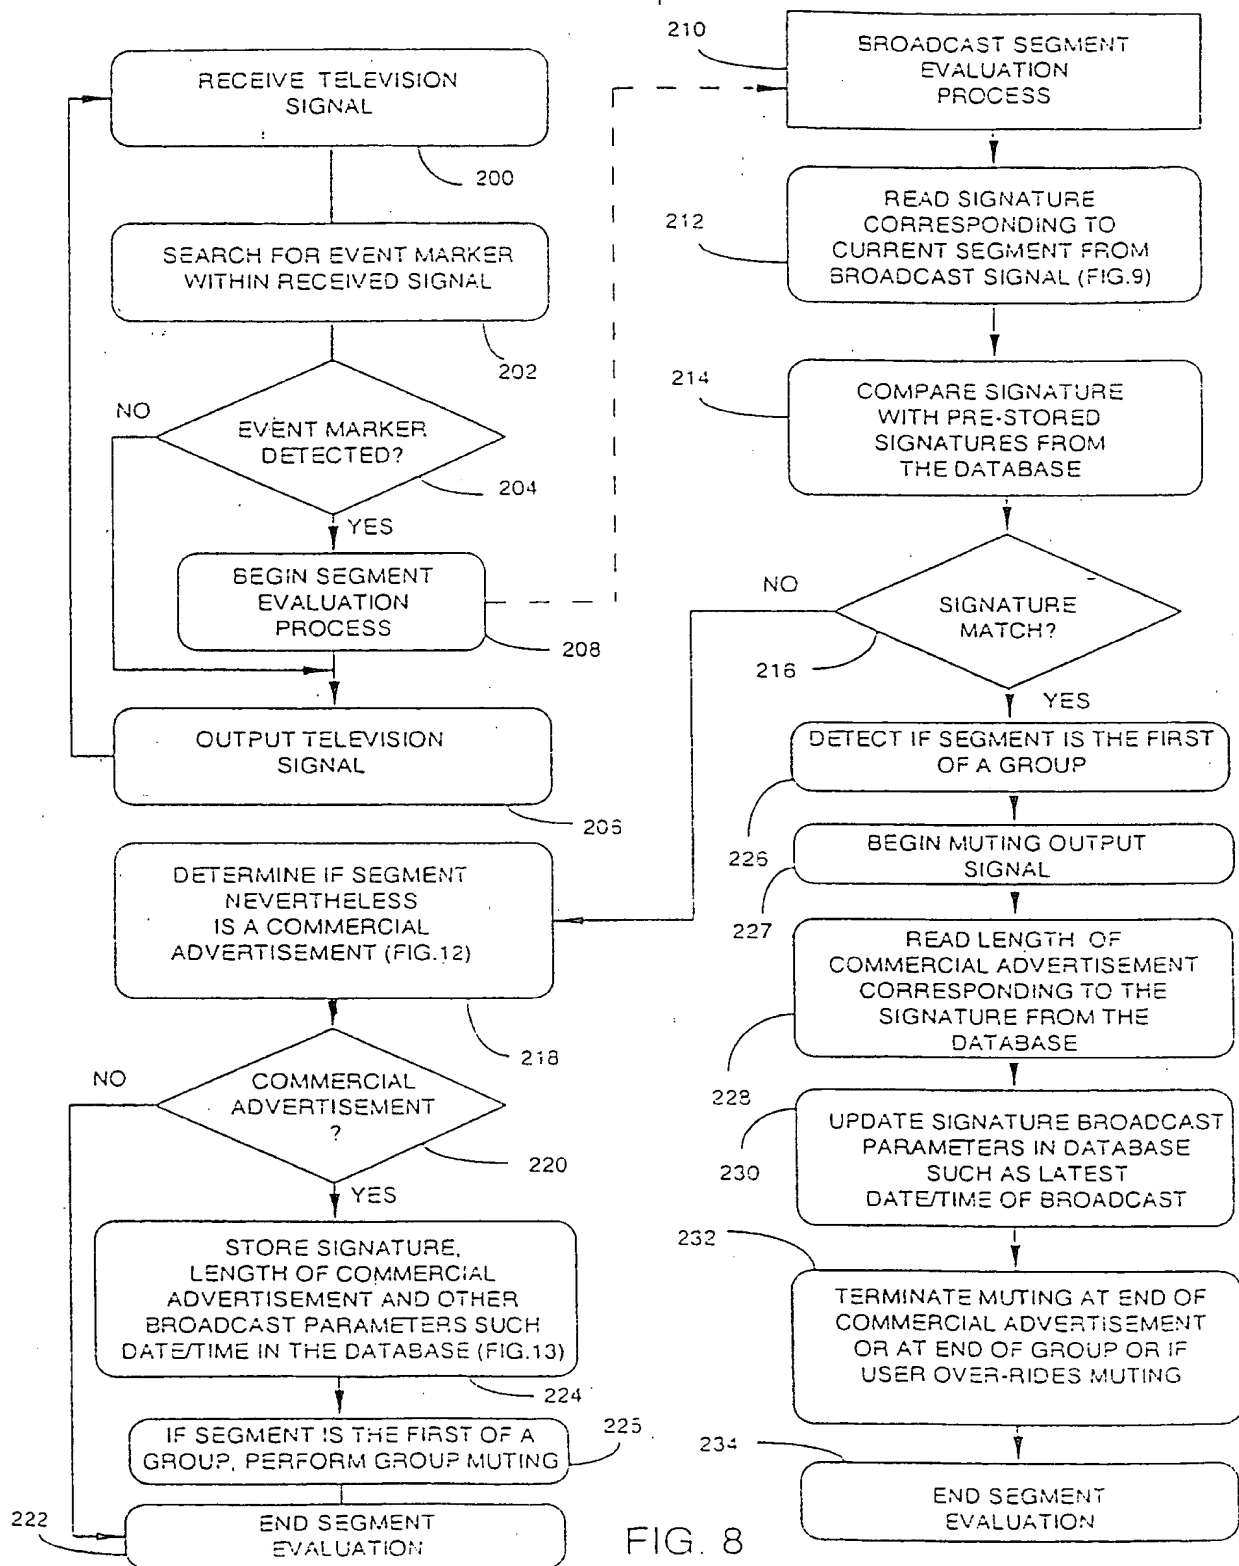 RECEIVE TELEVISION
SIGNAL
200
SEARCH FOR EVENT MARKER
WITHIN RECEIVED SIGNAL
202
EVENT MARKER
DETECTED?
NO
204
YES
BEGIN SEGMENT
EVALUATION
PROCESS
208
OUTPUT TELEVISION
SIGNAL
206
210
BROADCAST SEGMENT
EVALUATION
PROCESS
212
READ SIGNATURE
CORRESPONDING TO
CURRENT SEGMENT FROM
BROADCAST SIGNAL (FIG.9)
214
COMPARE SIGNATURE
WITH PRE-STORED
SIGNATURES FROM
THE DATABASE
NO
SIGNATURE
MATCH?
216
YES
DETECT IF SEGMENT IS THE FIRST
OF A GROUP
226
BEGIN MUTING OUTPUT
SIGNAL
227
READ LENGTH OF
COMMERCIAL ADVERTISEMENT
CORRESPONDING TO THE
SIGNATURE FROM THE
DATABASE
228
UPDATE SIGNATURE BROADCAST
PARAMETERS IN DATABASE
SUCH AS LATEST
DATE/TIME OF BROADCAST
230
232
TERMINATE MUTING AT END OF
COMMERCIAL ADVERTISEMENT
OR AT END OF GROUP OR IF
USER OVER-RIDES MUTING
234
END SEGMENT
EVALUATION
DETERMINE IF SEGMENT
NEVERTHELESS
IS A COMMERCIAL
ADVERTISEMENT (FIG.12)
218
NO
COMMERCIAL
ADVERTISEMENT
?
220
YES
STORE SIGNATURE,
LENGTH OF COMMERCIAL
ADVERTISEMENT AND OTHER
BROADCAST PARAMETERS SUCH
DATE/TIME IN THE DATABASE (FIG.13)
224
IF SEGMENT IS THE FIRST OF A
GROUP, PERFORM GROUP MUTING
225
222
END SEGMENT
EVALUATION
FIG. 8